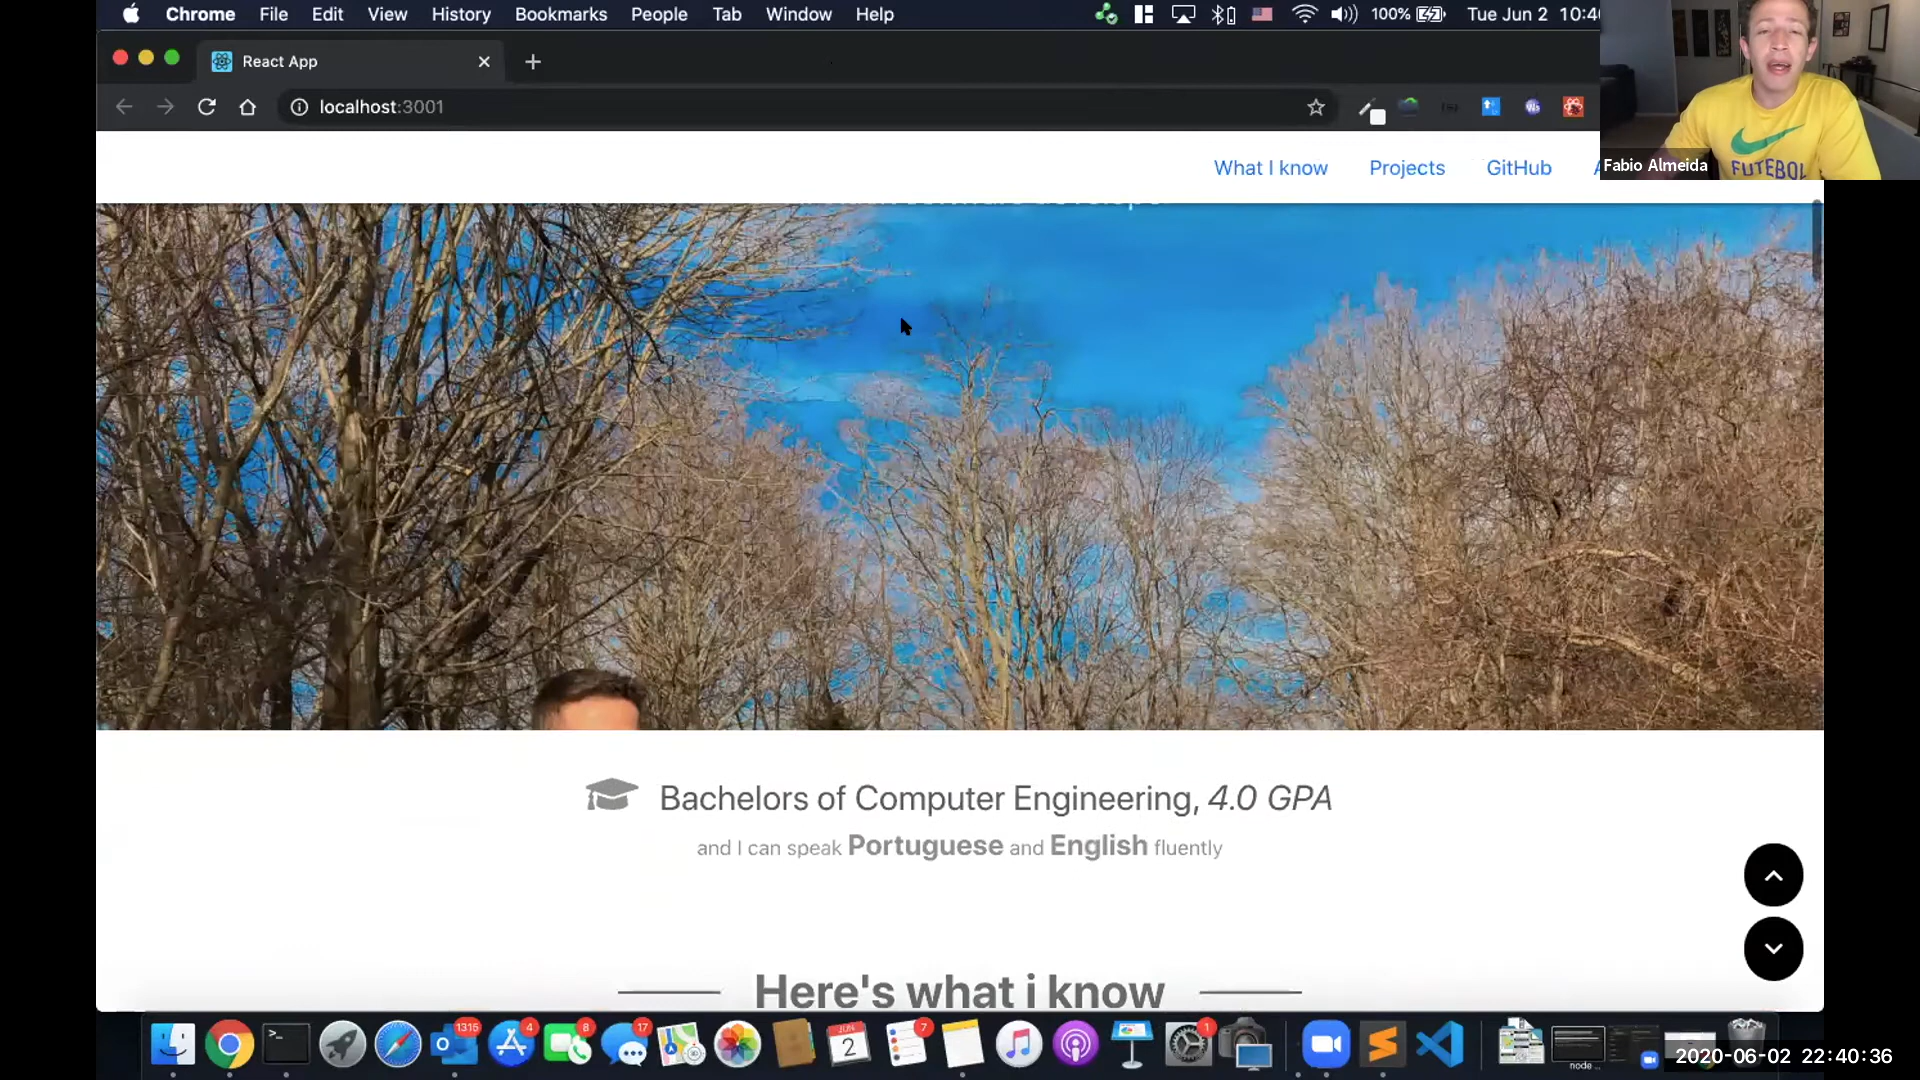 Chrome File Edit View History Bookmarks People Tab Window Help
100% Tue Jun 2
React App
localhost:3001
What I know Projects GitHub
Fabio Almeida
FUTEBOL
Bachelors of Computer Engineering, 4.0 GPA
and I can speak Portuguese and English fluently
Here's what i know
1315 4 8 17 JUN 2 7 1
node
2020-06-02 22:40:36